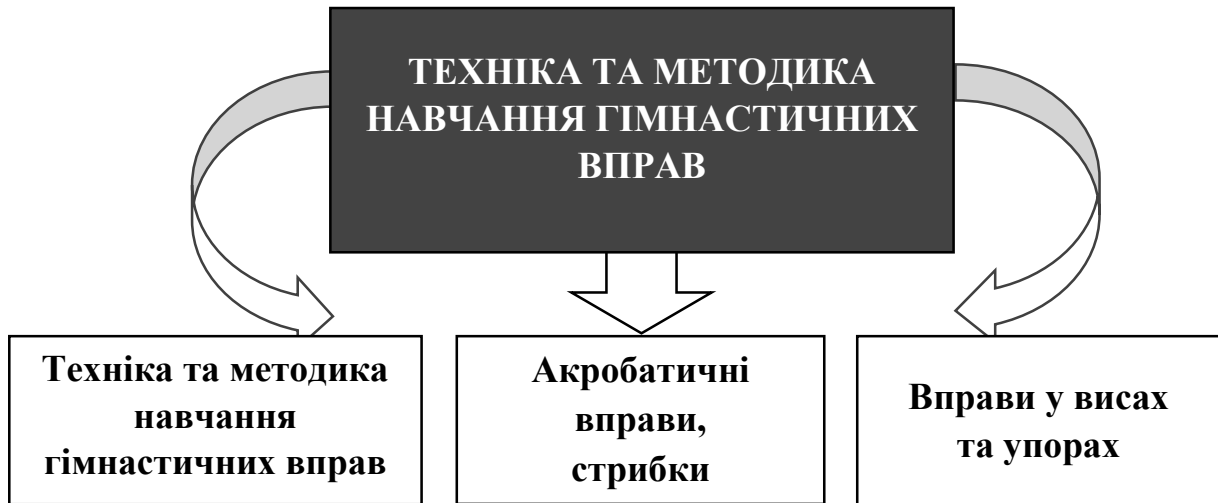 ТЕХНІКА ТА МЕТОДИКА
НАВЧАННЯ ГІМНАСТИЧНИХ
ВПРАВ
Техніка та методика
навчання
гімнастичних вправ
Акробатичні
вправи,
стрибки
Вправи у висах
та упорах